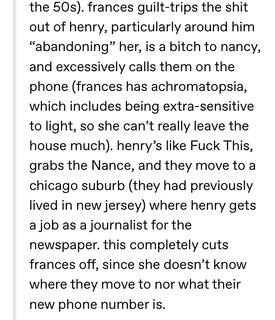 the 50s). frances guilt-trips the shit
out of henry, particularly around him
“abandoning” her, is a bitch to nancy,
and excessively calls them on the
phone (frances has achromatopsia,
which includes being extra-sensitive
to light, so she can’t really leave the
house much). henry’s like Fuck This,
grabs the Nance, and they move to a
chicago suburb (they had previously
lived in new jersey) where henry gets
a job as a journalist for the
newspaper. this completely cuts
frances off, since she doesn’t know
where they move to nor what their
new phone number is.